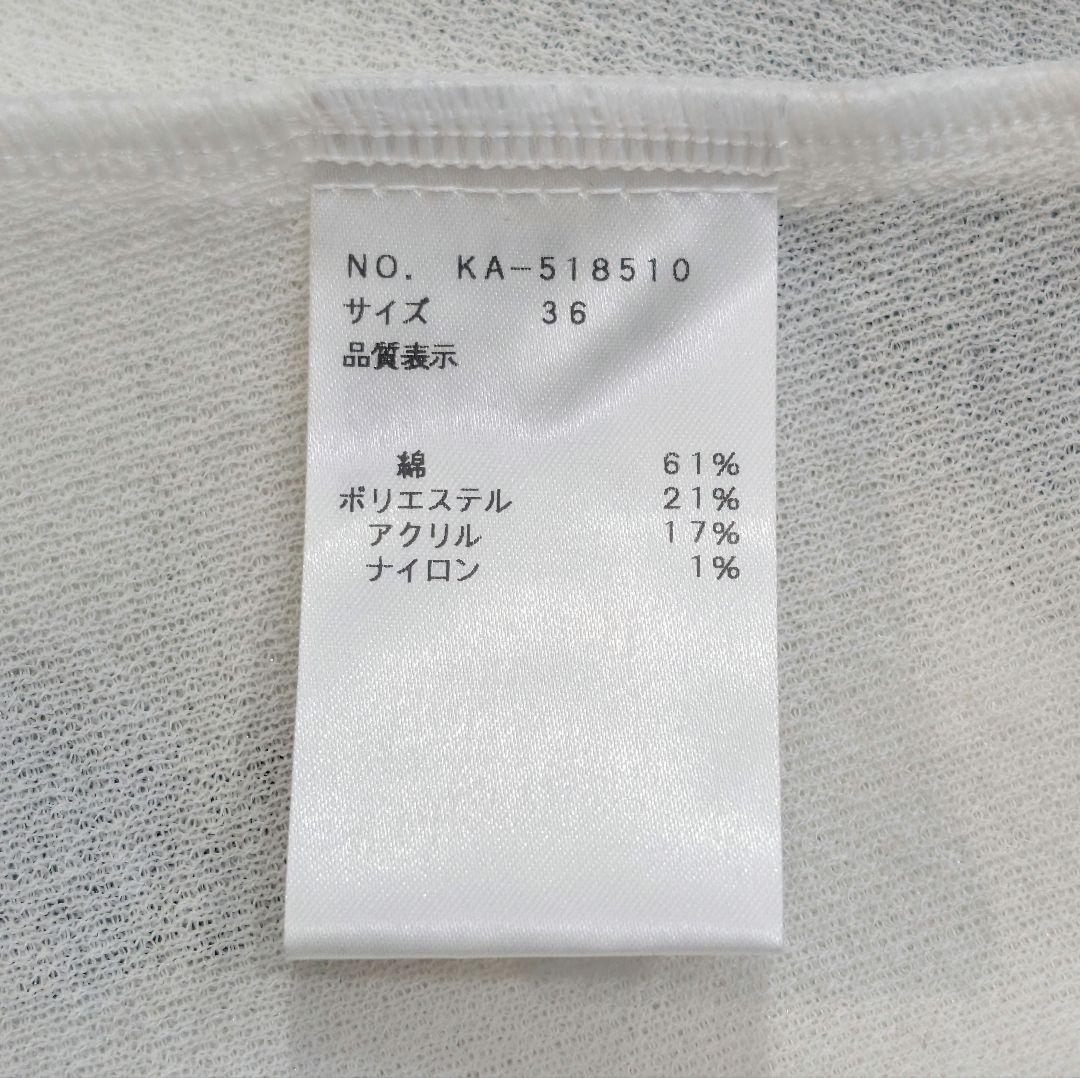 NO. KA-518510
サイズ 36
品質表示
綿 61%
ポリエステル 21%
アクリル 17%
ナイロン 1%